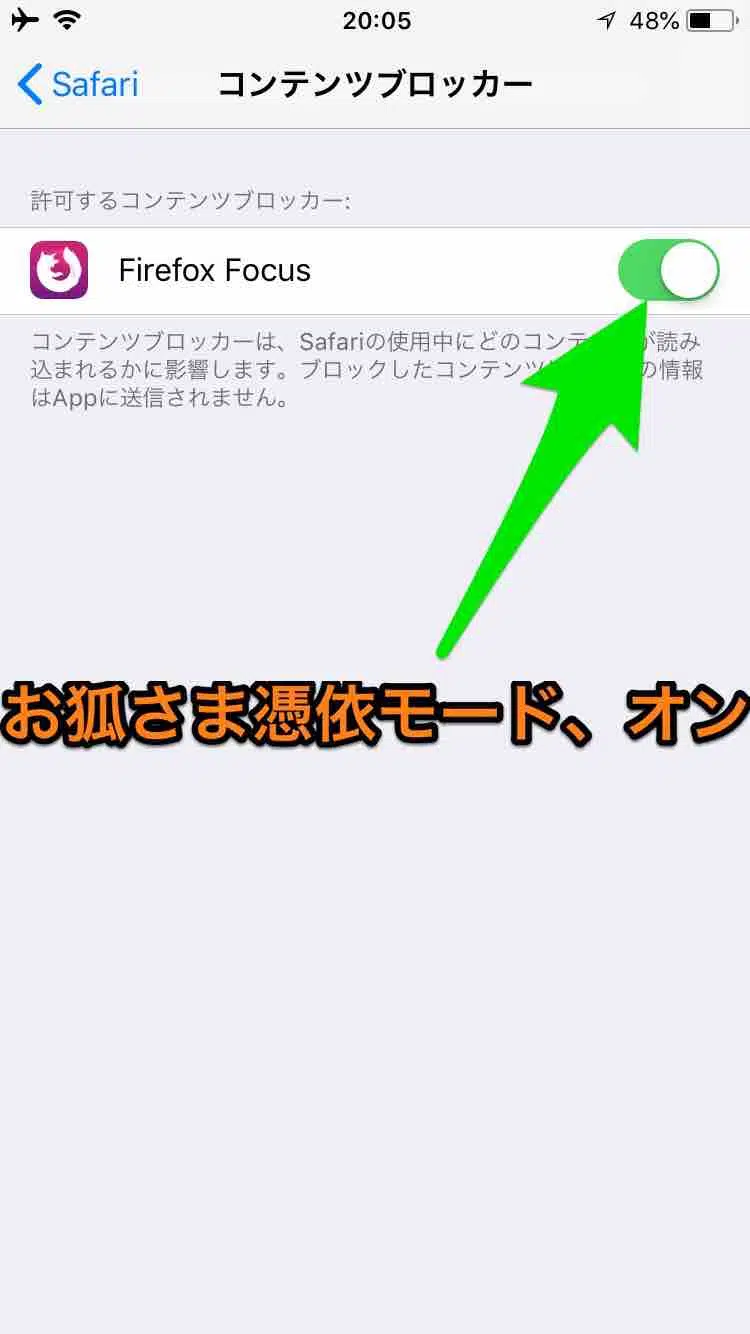 20:05
48%
Safari
コンテンツブロッカー
許可するコンテンツブロッカー:
Firefox Focus
コンテンツブロッカーは、Safariの使用中にどのコンテ が読み
込まれるかに影響します。ブロックしたコンテンツ の情報
はAppに送信されません。
お狐さま憑依モード、オン